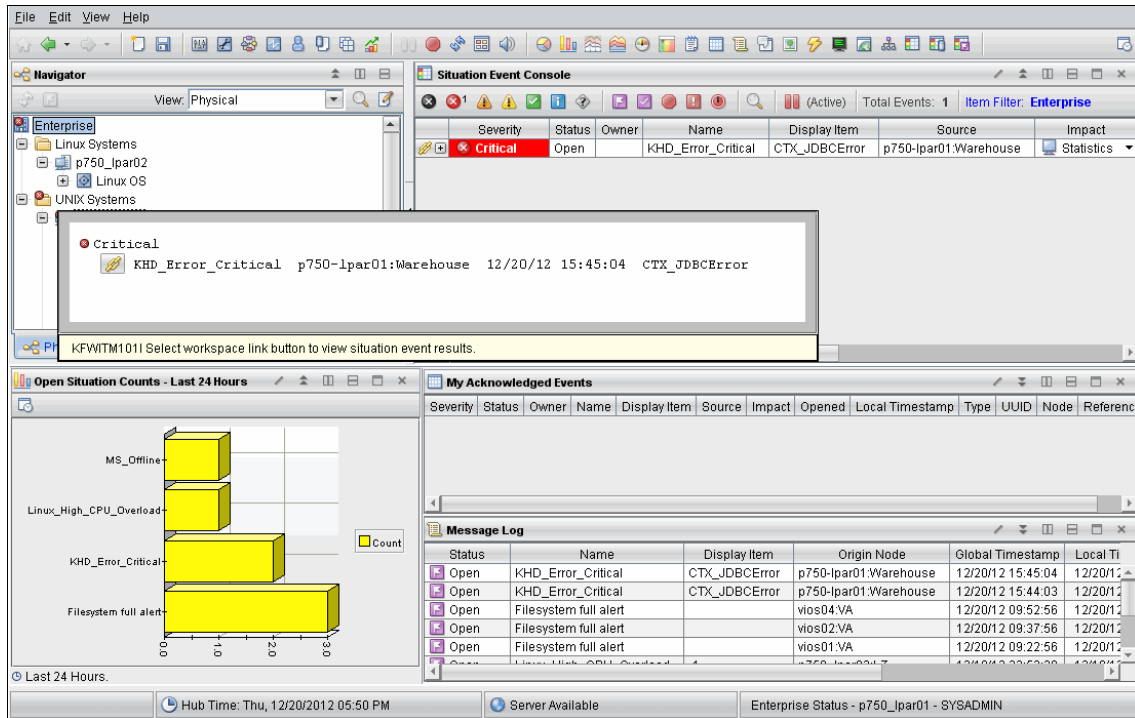 File Edit View Help
Navigator
View: Physical
Enterprise
Linux Systems
p750_lpar02
Linux OS
UNIX Systems
Situation Event Console
1 (Active) Total Events: 1 Item Filter: Enterprise
Severity Status Owner Name Display Item Source Impact
Critical Open KHD_Error_Critical CTX_JDBCError p750-lpar01:Warehouse Statistics
Critical
KHD_Error_Critical p750-lpar01:Warehouse 12/20/12 15:45:04 CTX_JDBCError
KFWITM101I Select workspace link button to view situation event results.
Ph
Open Situation Counts - Last 24 Hours
MS_Offline
Linux_High_CPU_Overload
KHD_Error_Critical
Filesystem full alert
0.0 1.0 2.0 3.0
Count
Last 24 Hours.
My Acknowledged Events
Severity Status Owner Name Display Item Source Impact Opened Local Timestamp Type UUID Node Referenc
Message Log
Status Name Display Item Origin Node Global Timestamp Local Ti
Open KHD_Error_Critical CTX_JDBCError p750-lpar01:Warehouse 12/20/12 15:45:04 12/20/12
Open KHD_Error_Critical CTX_JDBCError p750-lpar01:Warehouse 12/20/12 15:44:03 12/20/12
Open Filesystem full alert vios04:VA 12/20/12 09:52:56 12/20/12
Open Filesystem full alert vios02:VA 12/20/12 09:37:56 12/20/12
Open Filesystem full alert vios01:VA 12/20/12 09:22:56 12/20/12
Hub Time: Thu, 12/20/2012 05:50 PM Server Available Enterprise Status - p750_lpar01 - SYSADMIN